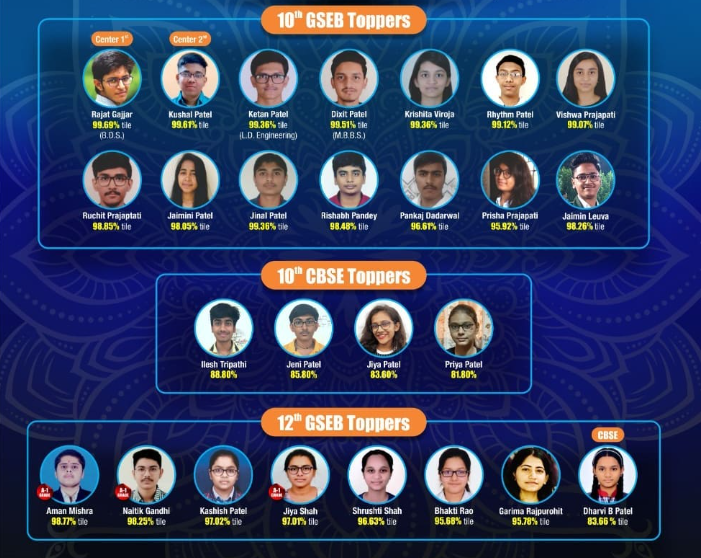 10th GSEB Toppers
Center 1st
Center 2nd
Rajat Gajjar
99.69% tile
(B.D.S.)
Kushal Patel
99.61% tile
Ketan Patel
99.36% tile
(L.D. Engineering)
Dixit Patel
99.51% tile
(M.B.B.S.)
Krishita Viroja
99.36% tile
Rhythm Patel
99.12% tile
Vishwa Prajapati
99.07% tile
Ruchit Prajaptati
98.85% tile
Jaimini Patel
98.05% tile
Jinal Patel
99.36% tile
Rishabh Pandey
98.48% tile
Pankaj Dadarwal
96.61% tile
Prisha Prajapati
95.92% tile
Jaimin Leuva
98.26% tile
10th CBSE Toppers
Ilesh Tripathi
88.80%
Jeni Patel
85.80%
Jiya Patel
83.60%
Priya Patel
81.80%
12th GSEB Toppers
CBSE
A-1
GRADE
Aman Mishra
98.77% tile
A-1
GRADE
Naitik Gandhi
98.25% tile
Kashish Patel
97.02% tile
A-1
GRADE
Jiya Shah
97.01% tile
Shrushti Shah
96.63% tile
Bhakti Rao
95.68% tile
Garima Rajpurohit
95.78% tile
Dharvi B Patel
83.66 % tile